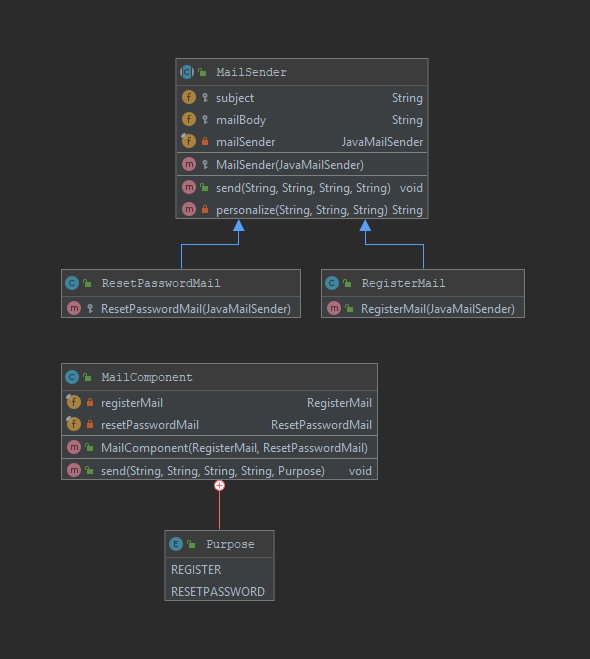 MailSender
subject String
mailBody String
mailSender JavaMailSender
MailSender(JavaMailSender)
send(String, String, String, String) void
personalize(String, String, String) String
ResetPasswordMail
ResetPasswordMail(JavaMailSender)
RegisterMail
RegisterMail(JavaMailSender)
MailComponent
registerMail RegisterMail
resetPasswordMail ResetPasswordMail
MailComponent(RegisterMail, ResetPasswordMail)
send(String, String, String, String, Purpose) void
Purpose
REGISTER
RESETPASSWORD